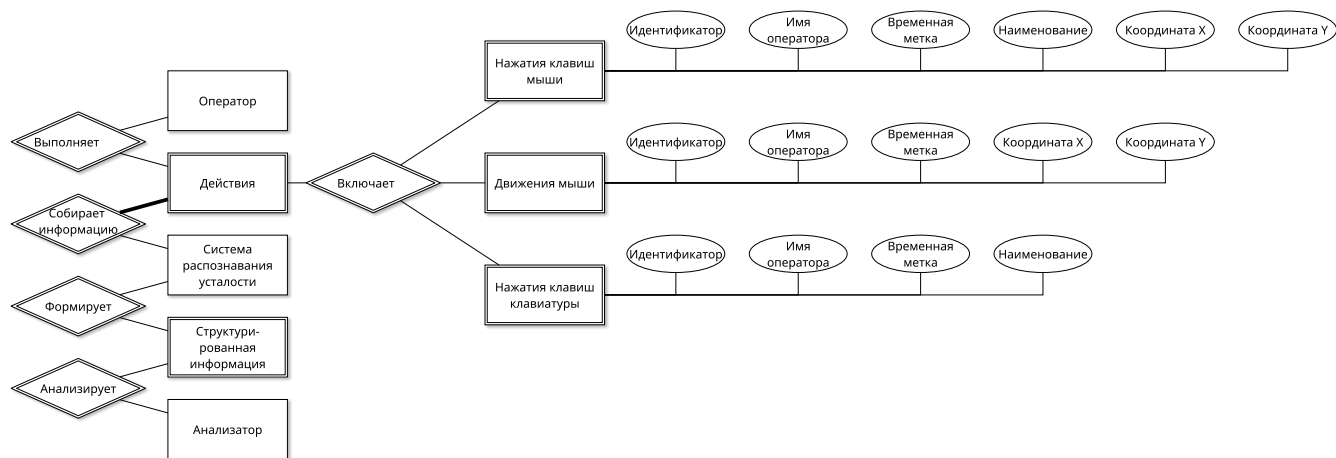 Идентификатор
Имя
оператора
Временная
метка
Наименование
Координата X
Координата Y
Нажатия клавиш
мыши
Оператор
Выполняет
Действия
Включает
Идентификатор
Имя
оператора
Временная
метка
Координата X
Координата Y
Движения мыши
Собирает
информацию
Система
распознавания
усталости
Идентификатор
Имя
оператора
Временная
метка
Наименование
Нажатия клавиш
клавиатуры
Формирует
Структури-
рованная
информация
Анализирует
Анализатор